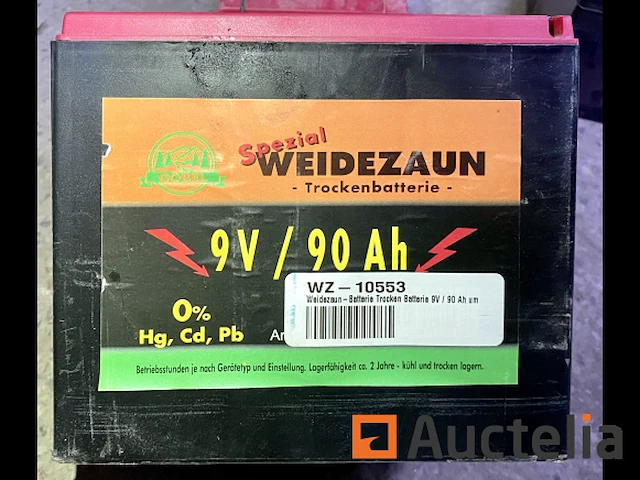 GÖBEL
Spezial
WEIDEZAUN
- Trockenbatterie -
9V / 90 Ah
0%
Hg, Cd, Pb
WZ-10553
Weidezaun-Batterie Trocken Batterie 9V / 90 Ah um
Betriebsstunden je nach Gerätetyp und Einstellung. Lagerfähigkeit ca. 2 Jahre - kühl und trocken lagern.
Auctelia